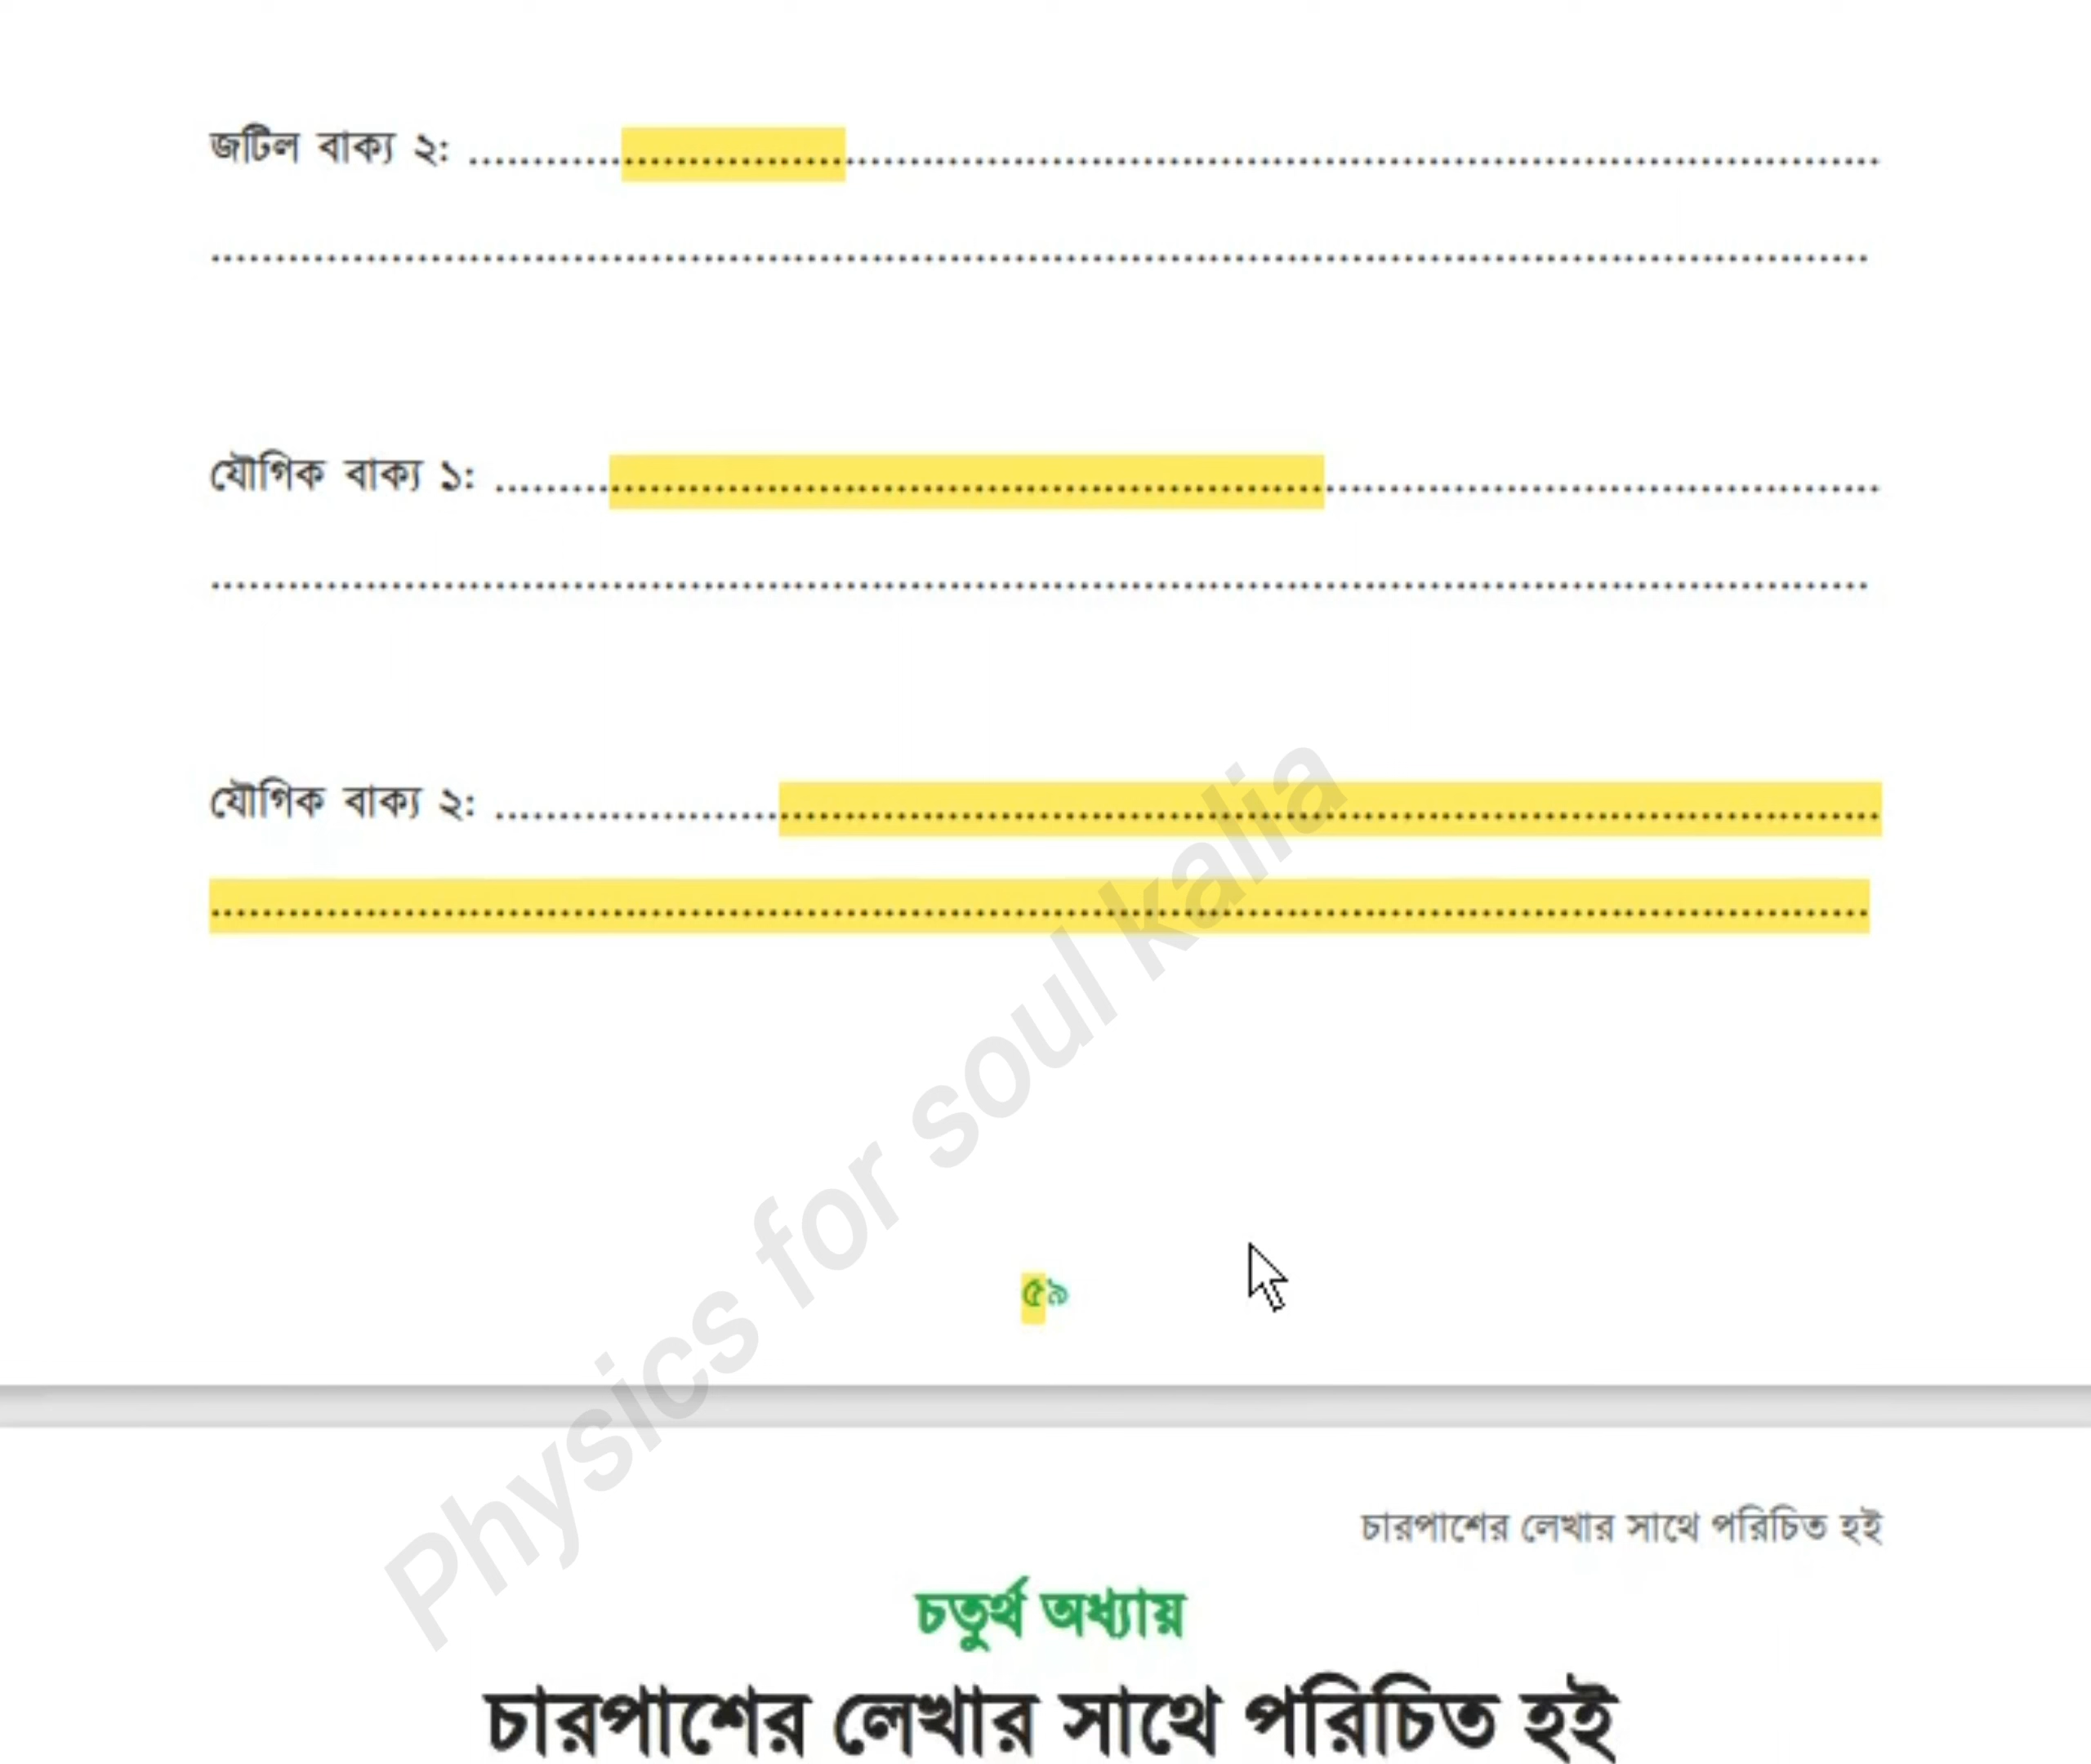 জটিল বাক্য ২: ................................................................................
................................................................................
যৌগিক বাক্য ১: ................................................................................
................................................................................
যৌগিক বাক্য ২: ................................................................................
................................................................................
Physics for soul kalia
৫৯
চারপাশের লেখার সাথে পরিচিত হই
চতুর্থ অধ্যায়
চারপাশের লেখার সাথে পরিচিত হই